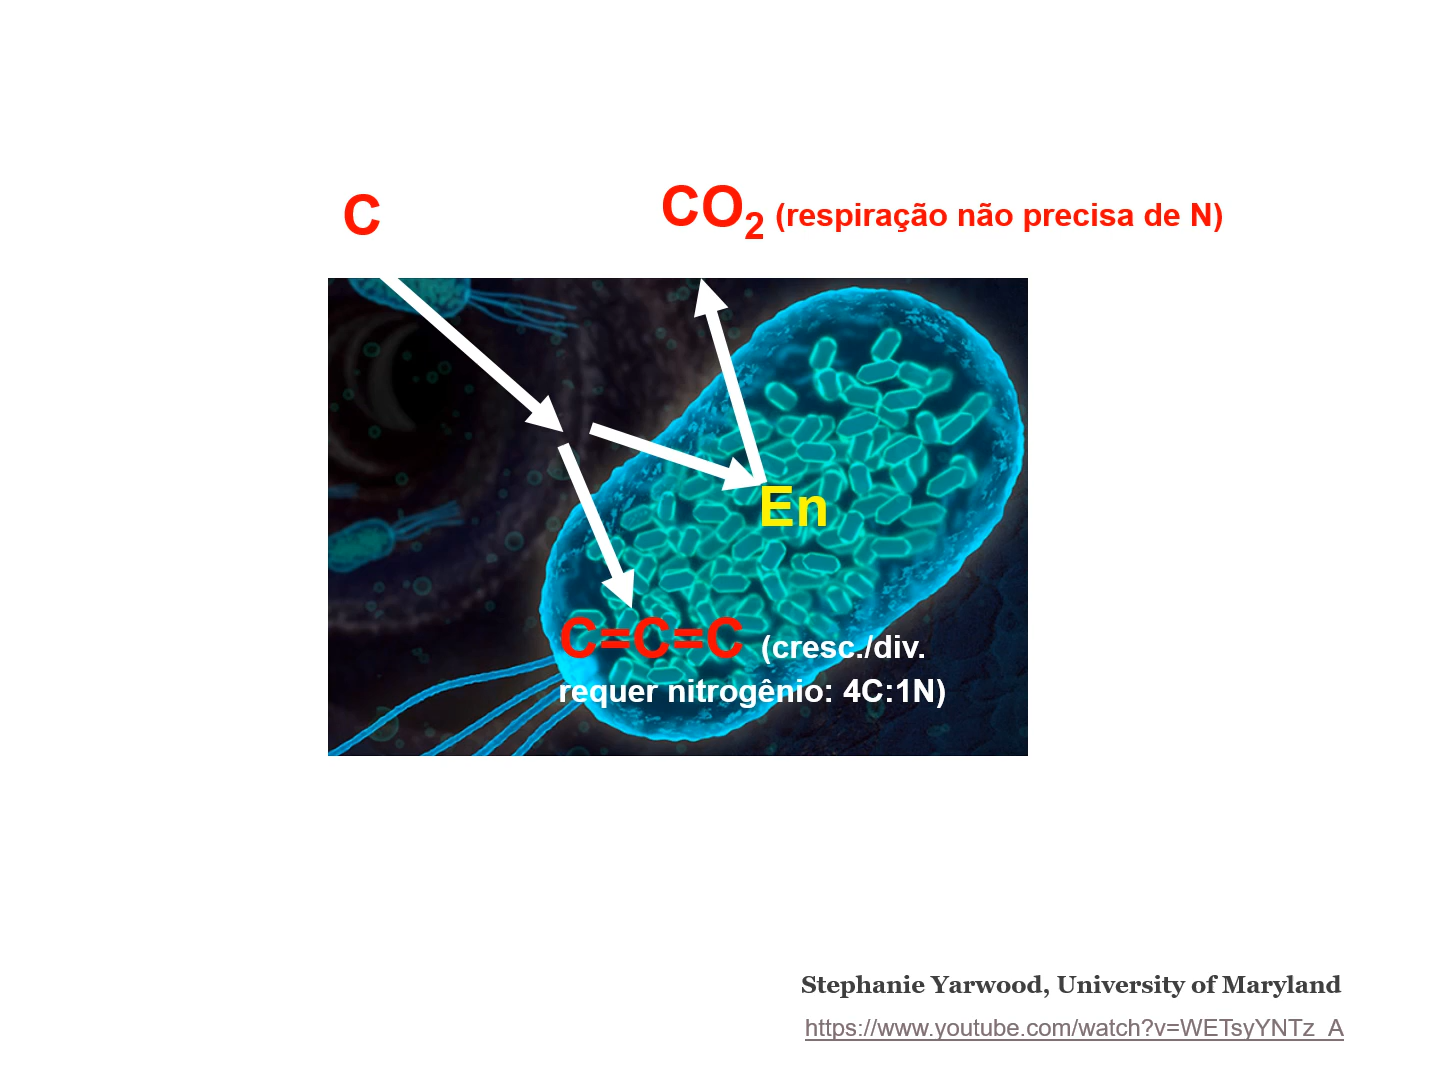 C
CO2 (respiração não precisa de N)
En
C=C=C (cresc./div.
requer nitrogênio: 4C:1N)
Stephanie Yarwood, University of Maryland
https://www.youtube.com/watch?v=WETsyYNTz_A